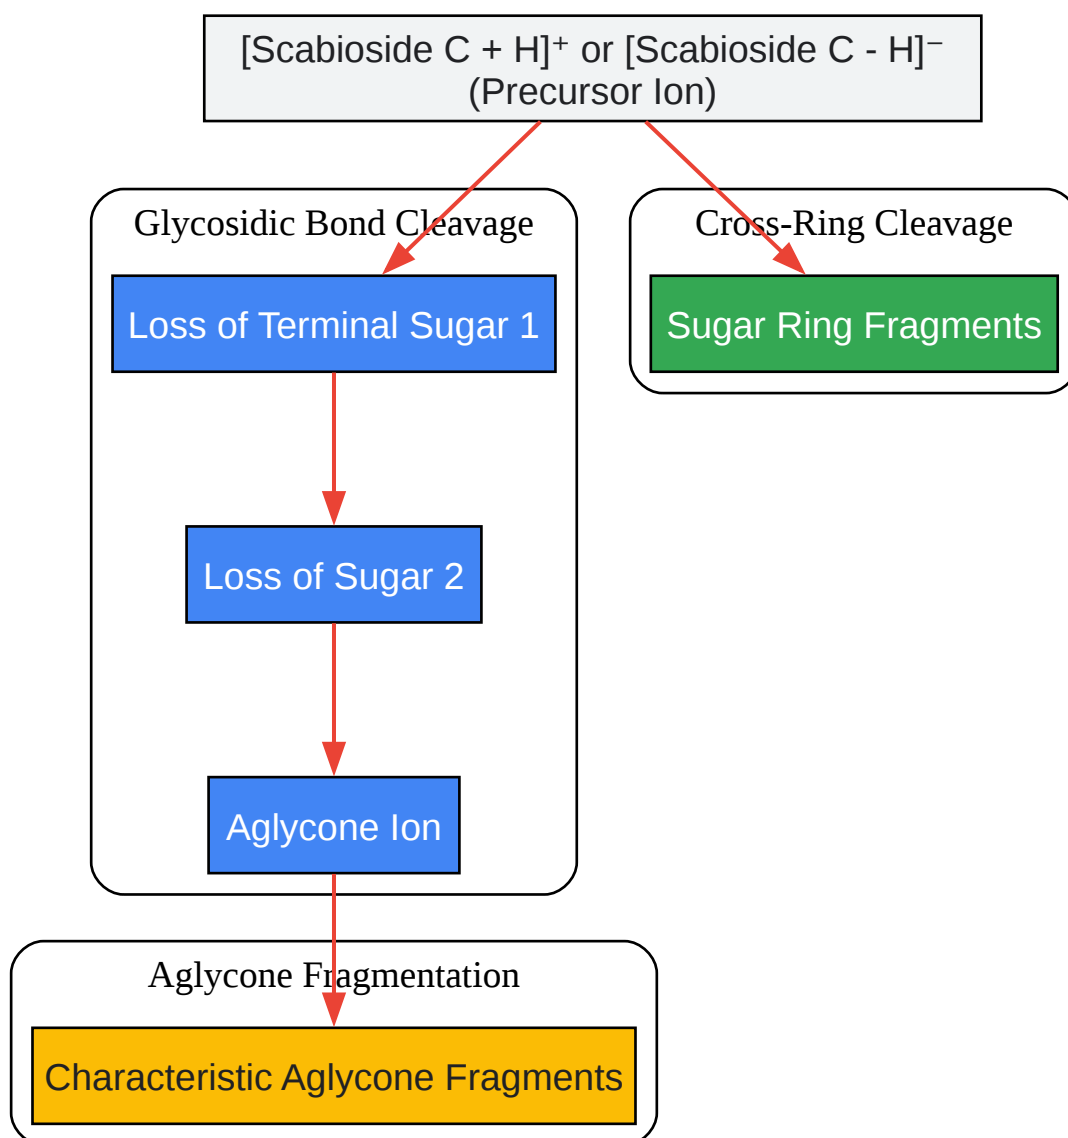 [Scabioside C + H]⁺ or [Scabioside C - H]⁻
(Precursor Ion)
Glycosidic Bond Cleavage
Cross-Ring Cleavage
Loss of Terminal Sugar 1
Sugar Ring Fragments
Loss of Sugar 2
Aglycone Ion
Aglycone Fragmentation
Characteristic Aglycone Fragments